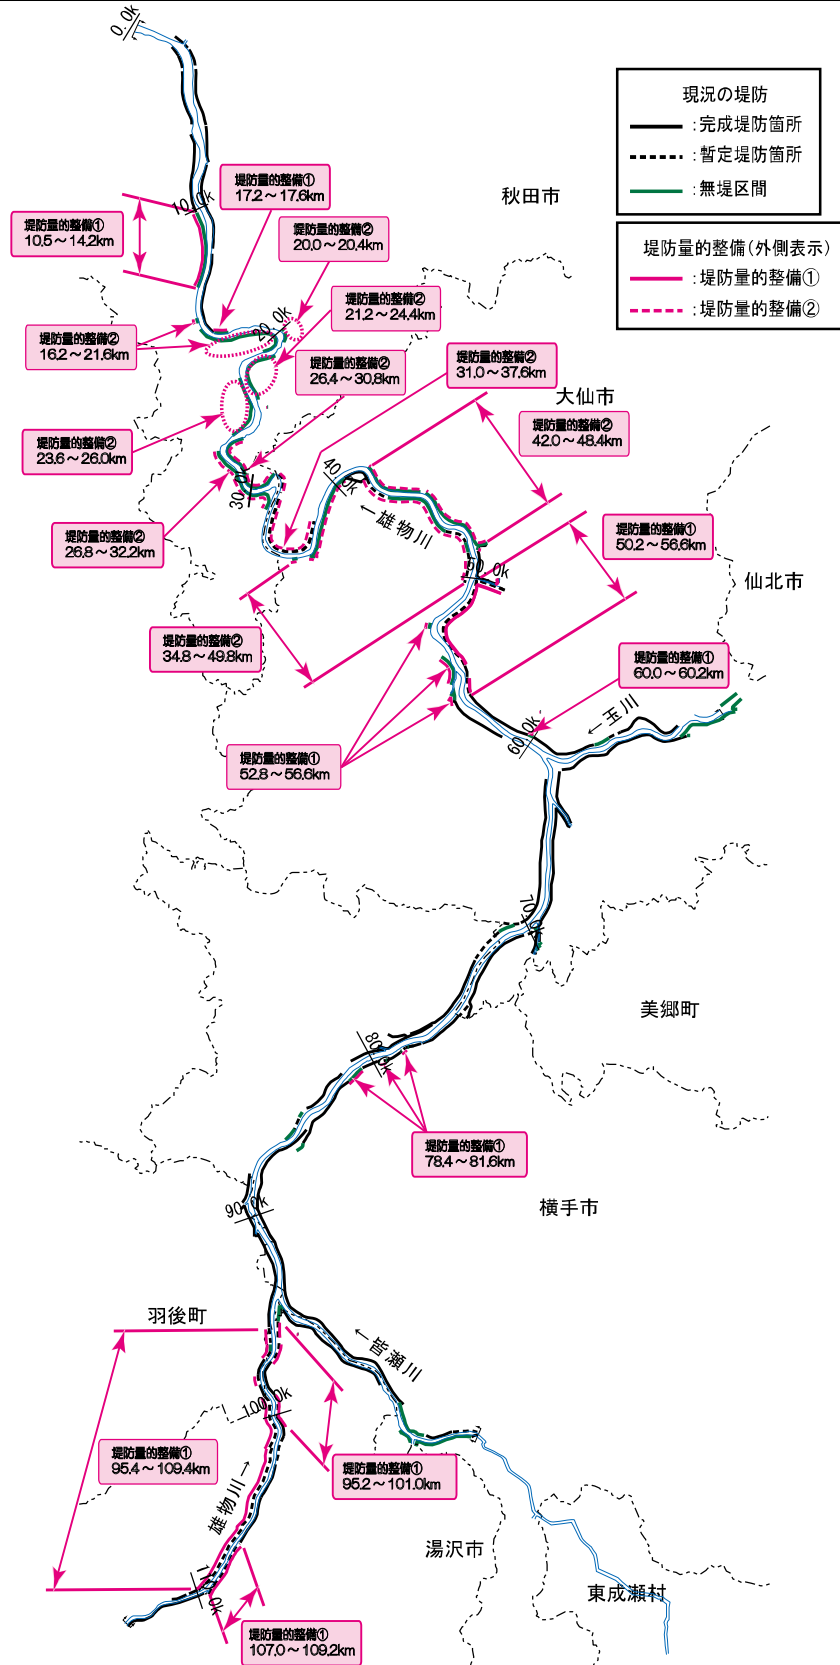 0.0k
現況の堤防
:完成堤防箇所
:暫定堤防箇所
:無堤区間
堤防量的整備(外側表示)
:堤防量的整備①
:堤防量的整備②
秋田市
堤防量的整備①
17.2～17.6km
10.0k
堤防量的整備①
10.5～14.2km
堤防量的整備②
20.0～20.4km
堤防量的整備②
21.2～24.4km
20.0k
堤防量的整備②
16.2～21.6km
堤防量的整備②
26.4～30.8km
堤防量的整備②
31.0～37.6km
大仙市
堤防量的整備②
42.0～48.4km
堤防量的整備②
23.6～26.0km
30.0k
40.0k
←雄物川
堤防量的整備②
26.8～32.2km
堤防量的整備①
50.2～56.6km
50.0k
仙北市
堤防量的整備②
34.8～49.8km
堤防量的整備①
60.0～60.2km
←玉川
60.0k
堤防量的整備①
52.8～56.6km
70.0k
美郷町
80.0k
堤防量的整備①
78.4～81.6km
横手市
90.0k
羽後町
←皆瀬川
100.0k
堤防量的整備①
95.4～109.4km
堤防量的整備①
95.2～101.0km
雄物川→
湯沢市
東成瀬村
110.0k
堤防量的整備①
107.0～109.2km